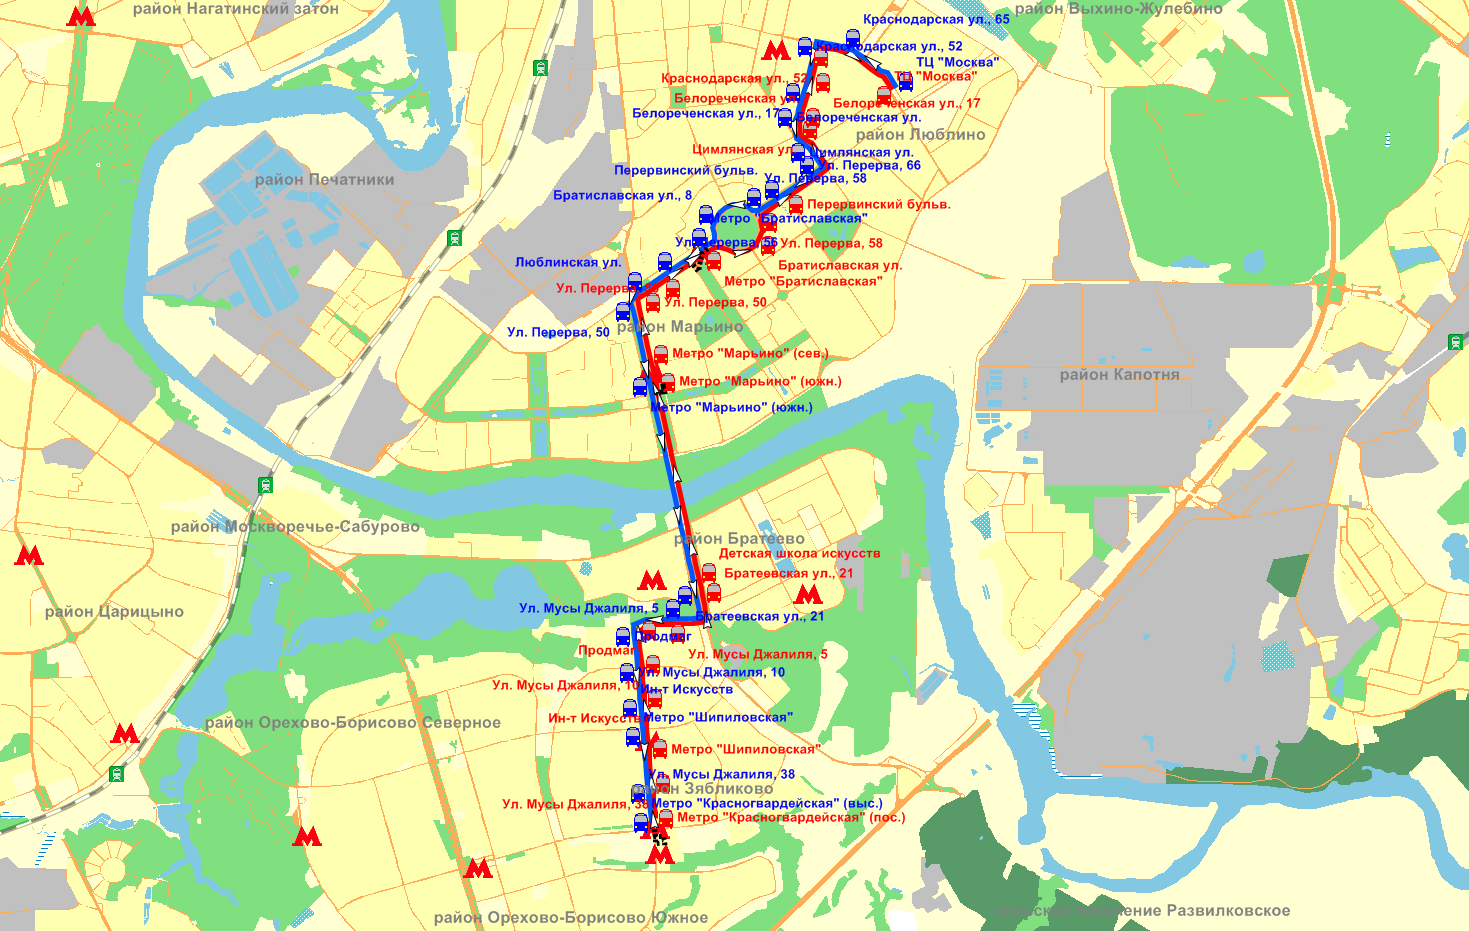 район Нагатинский затон
район Выхино-Жулебино
Краснодарская ул., 65
Краснодарская ул., 52
ТЦ "Москва"
ТЦ "Москва"
Краснодарская ул., 52
Белореченская ул.
Белореченская ул., 17
Белореченская ул., 17
Белореченская ул.
район Люблино
Цимлянская ул.
Цимлянская ул.
Ул. Перерва, 66
Перервинский бульв.
Ул. Перерва, 58
район Печатники
Братиславская ул., 8
Перервинский бульв.
Метро "Братиславская"
Ул. Перерва, 56
Ул. Перерва, 58
Люблинская ул.
Братиславская ул.
Метро "Братиславская"
Ул. Перерва,
Ул. Перерва, 50
район Марьино
Ул. Перерва, 50
Метро "Марьино" (сев.)
район Капотня
Метро "Марьино" (южн.)
Метро "Марьино" (южн.)
район Москворечье-Сабурово
район Братеево
Детская школа искусств
Братеевская ул., 21
Ул. Мусы Джалиля, 5
район Царицыно
Братеевская ул., 21
Продмаг
Продмаг
Ул. Мусы Джалиля, 5
Ул. Мусы Джалиля, 10
Ул. Мусы Джалиля, 10
Ин-т Искусств
Ин-т Искусств
Метро "Шипиловская"
район Орехово-Борисово Северное
Метро "Шипиловская"
Ул. Мусы Джалиля, 38
район Зябликово
Ул. Мусы Джалиля, 38
Метро "Красногвардейская" (выс.)
Метро "Красногвардейская" (пос.)
район Орехово-Борисово Южное
сельское поселение Развилковское